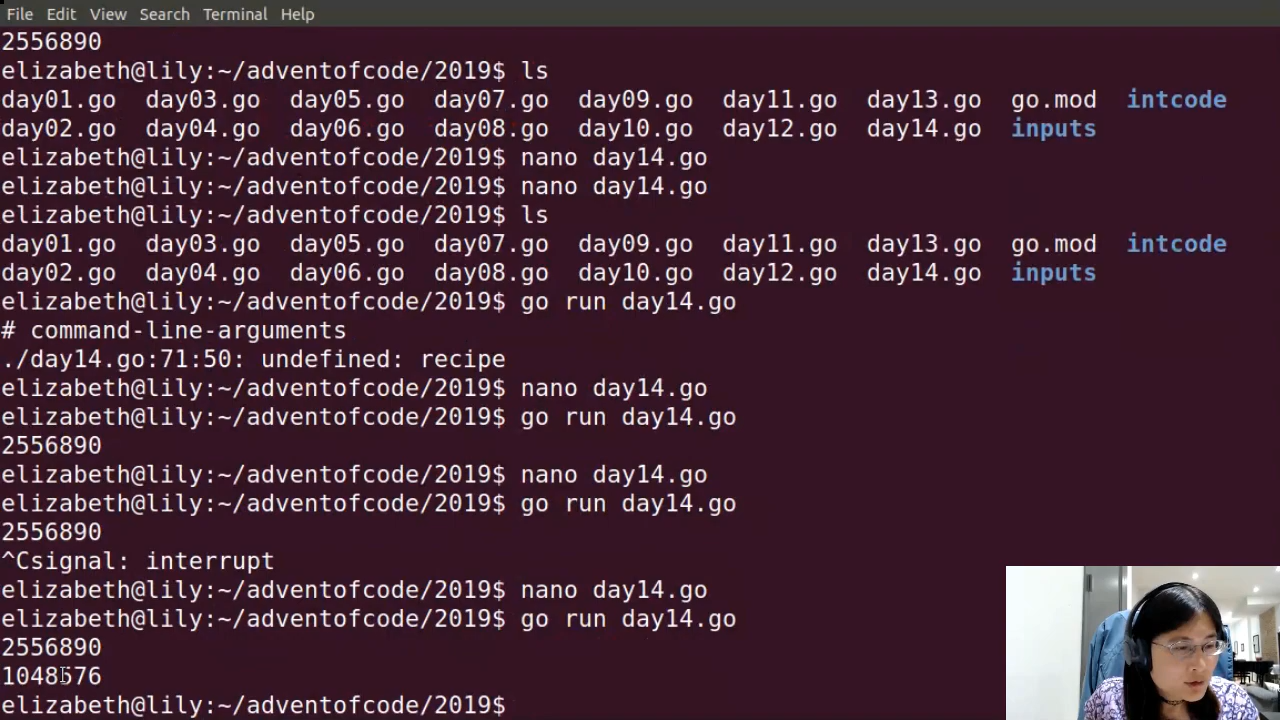 File Edit View Search Terminal Help
2556890
elizabeth@lily:~/adventofcode/2019$ ls
day01.go day03.go day05.go day07.go day09.go day11.go day13.go go.mod intcode
day02.go day04.go day06.go day08.go day10.go day12.go day14.go inputs
elizabeth@lily:~/adventofcode/2019$ nano day14.go
elizabeth@lily:~/adventofcode/2019$ nano day14.go
elizabeth@lily:~/adventofcode/2019$ ls
day01.go day03.go day05.go day07.go day09.go day11.go day13.go go.mod intcode
day02.go day04.go day06.go day08.go day10.go day12.go day14.go inputs
elizabeth@lily:~/adventofcode/2019$ go run day14.go
# command-line-arguments
./day14.go:71:50: undefined: recipe
elizabeth@lily:~/adventofcode/2019$ nano day14.go
elizabeth@lily:~/adventofcode/2019$ go run day14.go
2556890
elizabeth@lily:~/adventofcode/2019$ nano day14.go
elizabeth@lily:~/adventofcode/2019$ go run day14.go
2556890
^Csignal: interrupt
elizabeth@lily:~/adventofcode/2019$ nano day14.go
elizabeth@lily:~/adventofcode/2019$ go run day14.go
2556890
1048576
elizabeth@lily:~/adventofcode/2019$